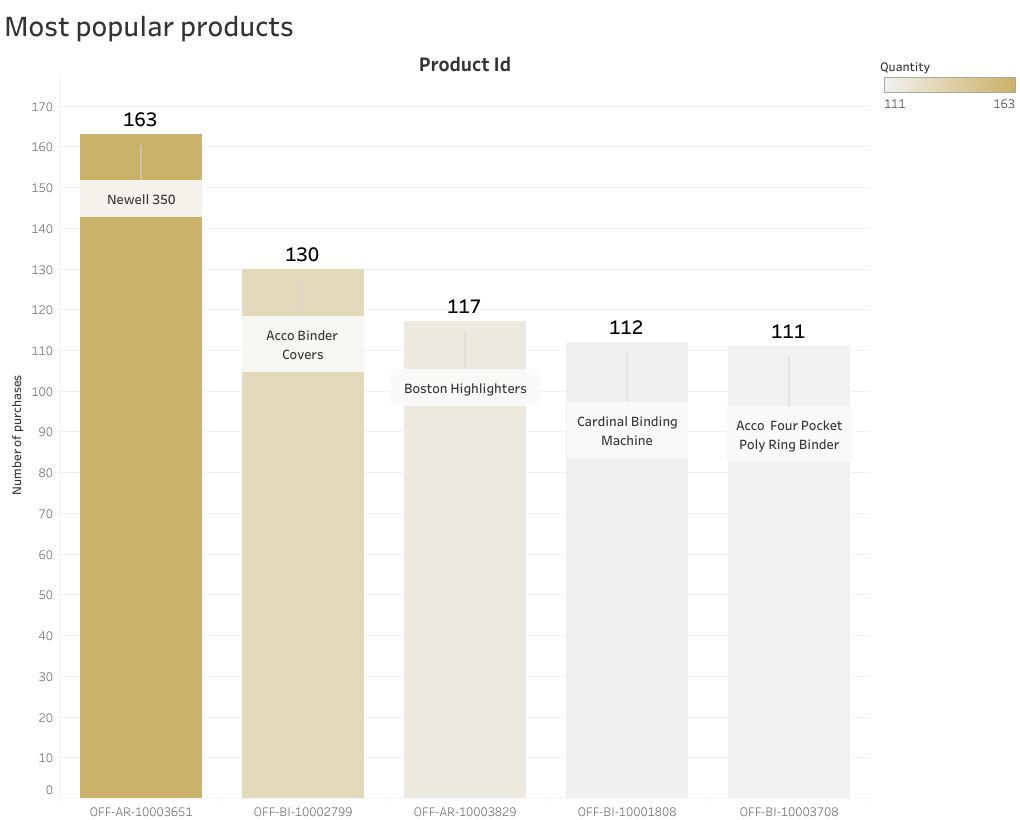 Most popular products
Product Id
Quantity
111 163
170
160
150
140
130
120
110
100
90
80
70
60
50
40
30
20
10
0
Number of purchases
163
Newell 350
130
Acco Binder
Covers
117
Boston Highlighters
112
Cardinal Binding
Machine
111
Acco  Four Pocket
Poly Ring Binder
OFF-AR-10003651
OFF-BI-10002799
OFF-AR-10003829
OFF-BI-10001808
OFF-BI-10003708